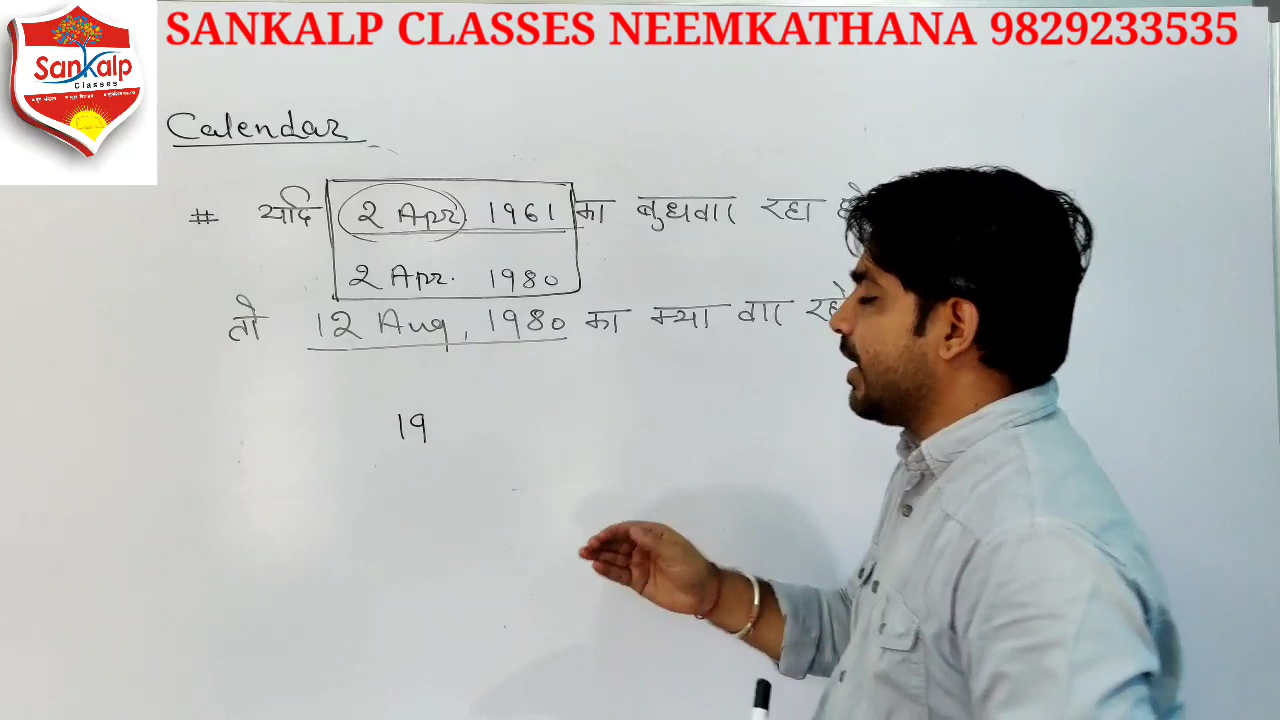 SANKALP CLASSES NEEMKATHANA 9829233535
Sankalp
Classes
Calendar
# यदि 2 Apr 1961 का बुधवार रहा हो
2 Apr. 1980
तो 12 Aug, 1980 का क्या वार रहे
19